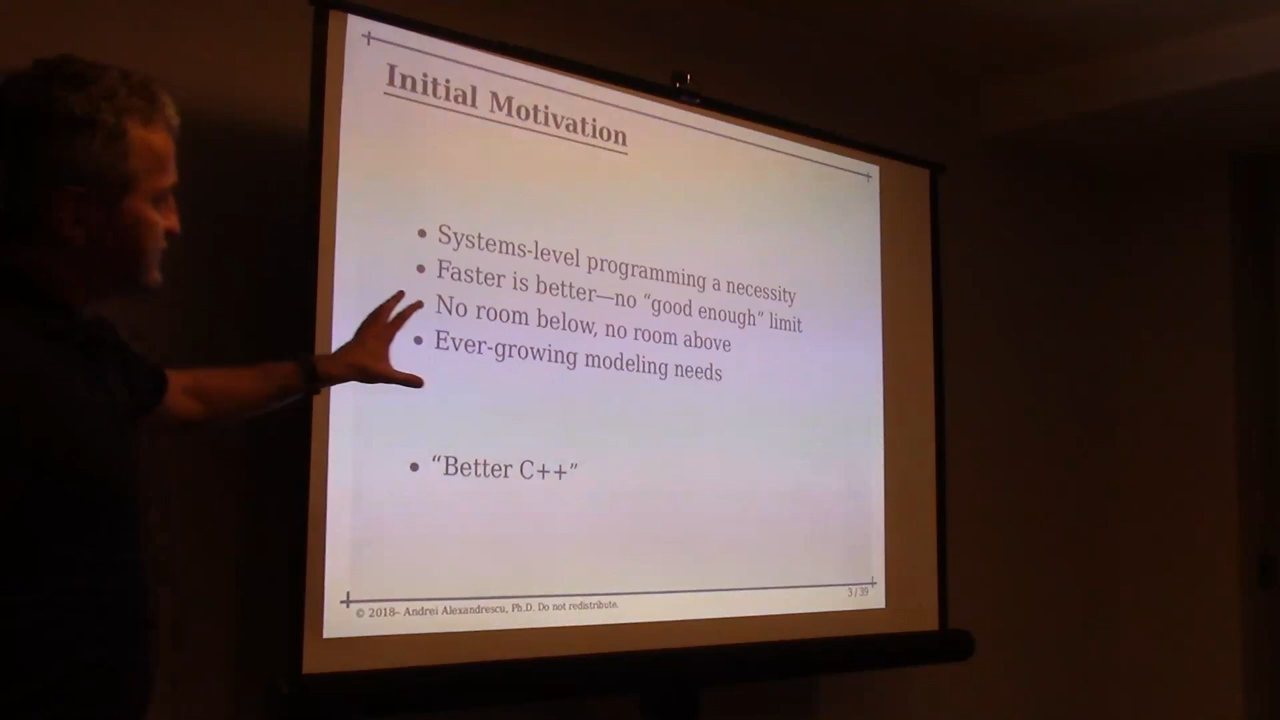 Initial Motivation
• Systems-level programming a necessity
• Faster is better—no “good enough” limit
No room below, no room above
• Ever-growing modeling needs
• “Better C++”
3 / 39
© 2018– Andrei Alexandrescu, Ph.D. Do not redistribute.